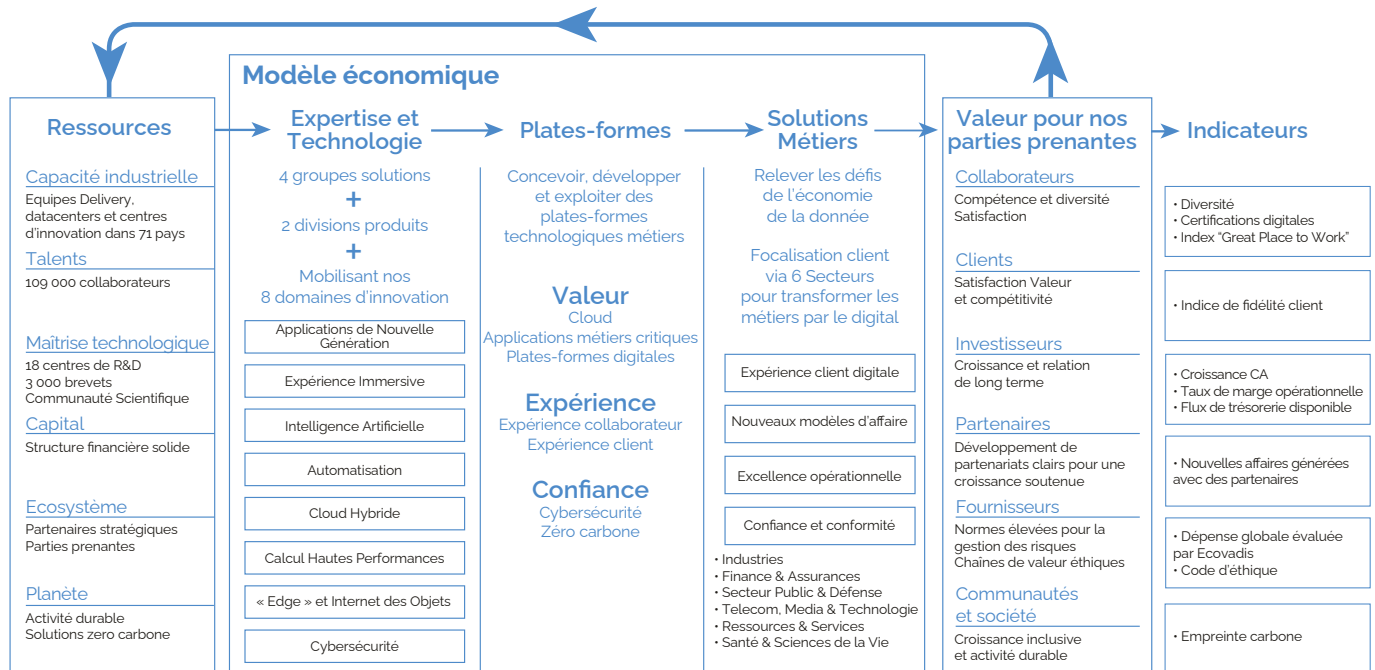 Modèle économique
Ressources
Capacité industrielle
Equipes Delivery,
datacenters et centres
d'innovation dans 71 pays
Talents
109 000 collaborateurs
Maîtrise technologique
18 centres de R&D
3 000 brevets
Communauté Scientifique
Capital
Structure financière solide
Ecosystème
Partenaires stratégiques
Parties prenantes
Planète
Activité durable
Solutions zero carbone
Expertise et
Technologie
4 groupes solutions
+
2 divisions produits
+
Mobilisant nos
8 domaines d'innovation
Applications de Nouvelle
Génération
Expérience Immersive
Intelligence Artificielle
Automatisation
Cloud Hybride
Calcul Hautes Performances
« Edge » et Internet des Objets
Cybersécurité
Plates-formes
Concevoir, développer
et exploiter des
plates-formes
technologiques métiers
Valeur
Cloud
Applications métiers critiques
Plates-formes digitales
Expérience
Expérience collaborateur
Expérience client
Confiance
Cybersécurité
Zéro carbone
Solutions
Métiers
Relever les défis
de l'économie
de la donnée
Focalisation client
via 6 Secteurs
pour transformer les
métiers par le digital
Expérience client digitale
Nouveaux modèles d'affaire
Excellence opérationnelle
Confiance et conformité
• Industries
• Finance & Assurances
• Secteur Public & Défense
• Telecom, Media & Technologie
• Ressources & Services
• Santé & Sciences de la Vie
Valeur pour nos
parties prenantes
Collaborateurs
Compétence et diversité
Satisfaction
Clients
Satisfaction Valeur
et compétitivité
Investisseurs
Croissance et relation
de long terme
Partenaires
Développement de
partenariats clairs pour une
croissance soutenue
Fournisseurs
Normes élevées pour la
gestion des risques
Chaînes de valeur éthiques
Communautés
et société
Croissance inclusive
et activité durable
Indicateurs
• Diversité
• Certifications digitales
• Index "Great Place to Work"
• Indice de fidélité client
• Croissance CA
• Taux de marge opérationnelle
• Flux de trésorerie disponible
• Nouvelles affaires générées
avec des partenaires
• Dépense globale évaluée
par Ecovadis
• Code d'éthique
• Empreinte carbone